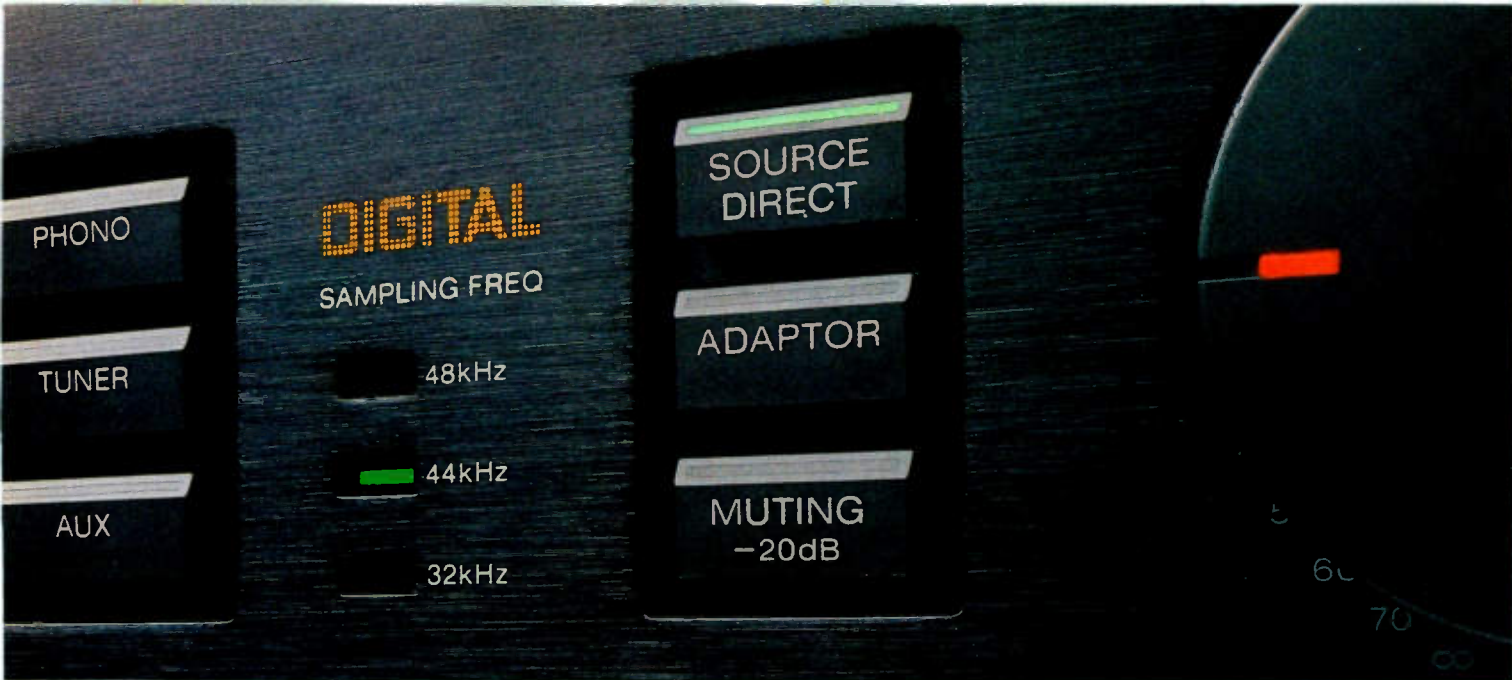 PHONO
TUNER
AUX
DIGITAL
SAMPLING FREQ
48kHz
44kHz
32kHz
SOURCE
DIRECT
ADAPTOR
MUTING
−20dB
70
∞